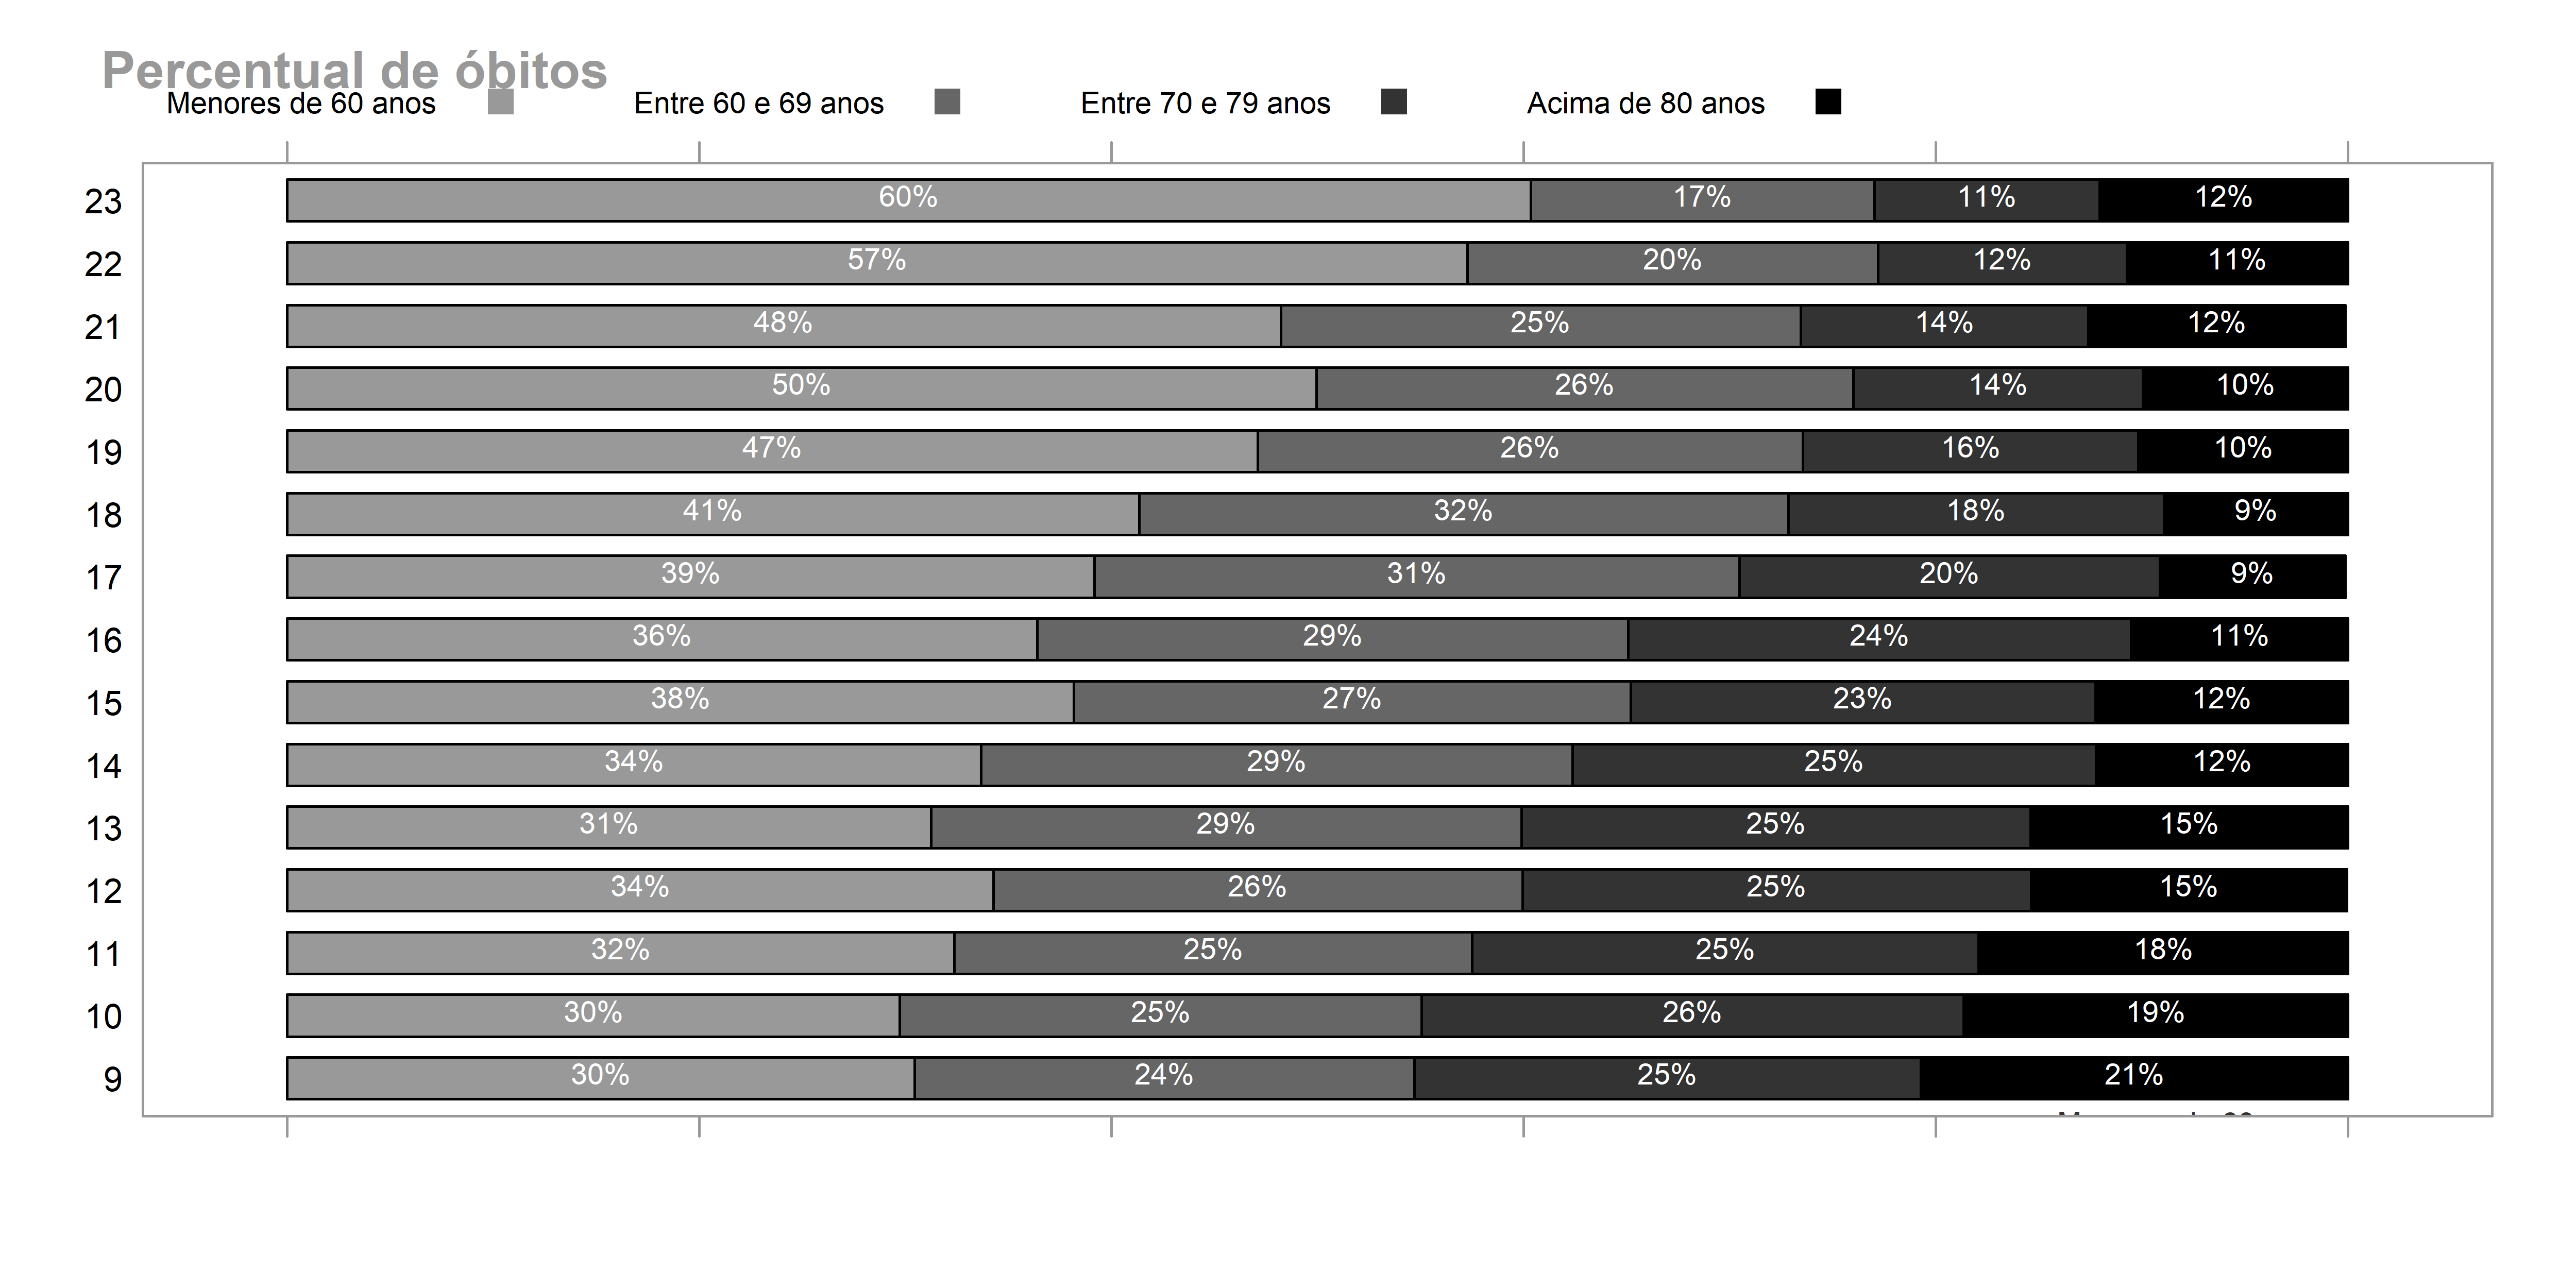 Percentual de óbitos
Menores de 60 anos Entre 60 e 69 anos Entre 70 e 79 anos Acima de 80 anos
23 60% 17% 11% 12%
22 57% 20% 12% 11%
21 48% 25% 14% 12%
20 50% 26% 14% 10%
19 47% 26% 16% 10%
18 41% 32% 18% 9%
17 39% 31% 20% 9%
16 36% 29% 24% 11%
15 38% 27% 23% 12%
14 34% 29% 25% 12%
13 31% 29% 25% 15%
12 34% 26% 25% 15%
11 32% 25% 25% 18%
10 30% 25% 26% 19%
9 30% 24% 25% 21%